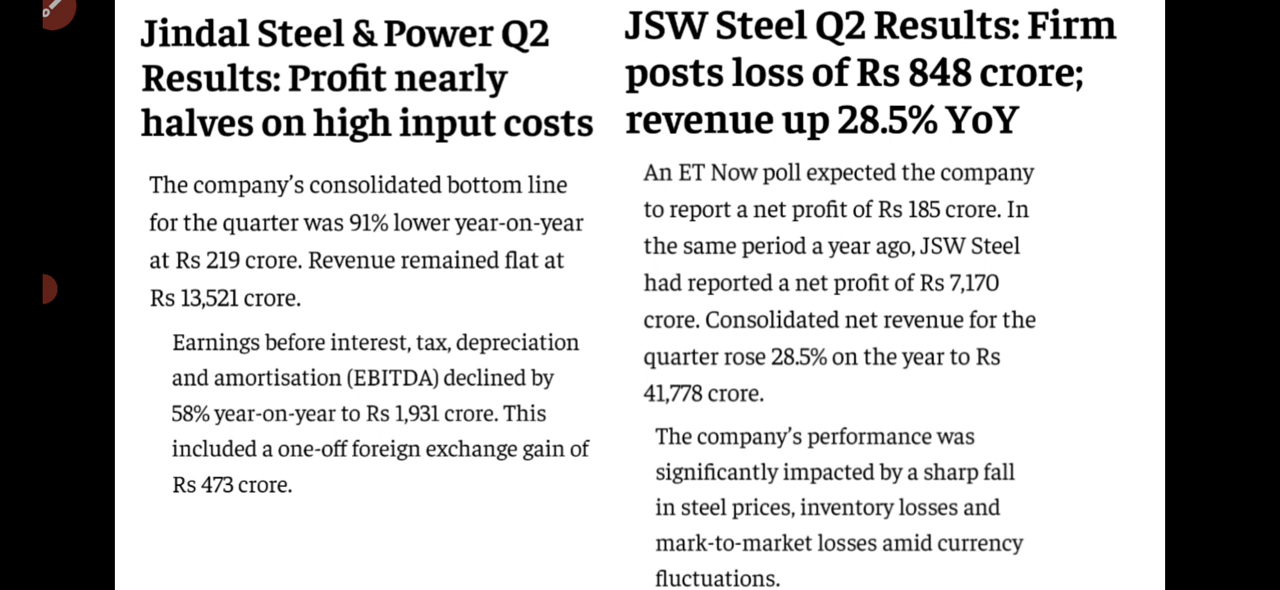 Jindal Steel & Power Q2
Results: Profit nearly
halves on high input costs
The company's consolidated bottom line
for the quarter was 91% lower year-on-year
at Rs 219 crore. Revenue remained flat at
Rs 13,521 crore.
Earnings before interest, tax, depreciation
and amortisation (EBITDA) declined by
58% year-on-year to Rs 1,931 crore. This
included a one-off foreign exchange gain of
Rs 473 crore.
JSW Steel Q2 Results: Firm
posts loss of Rs 848 crore;
revenue up 28.5% YoY
An ET Now poll expected the company
to report a net profit of Rs 185 crore. In
the same period a year ago, JSW Steel
had reported a net profit of Rs 7,170
crore. Consolidated net revenue for the
quarter rose 28.5% on the year to Rs
41,778 crore.
The company's performance was
significantly impacted by a sharp fall
in steel prices, inventory losses and
mark-to-market losses amid currency
fluctuations.